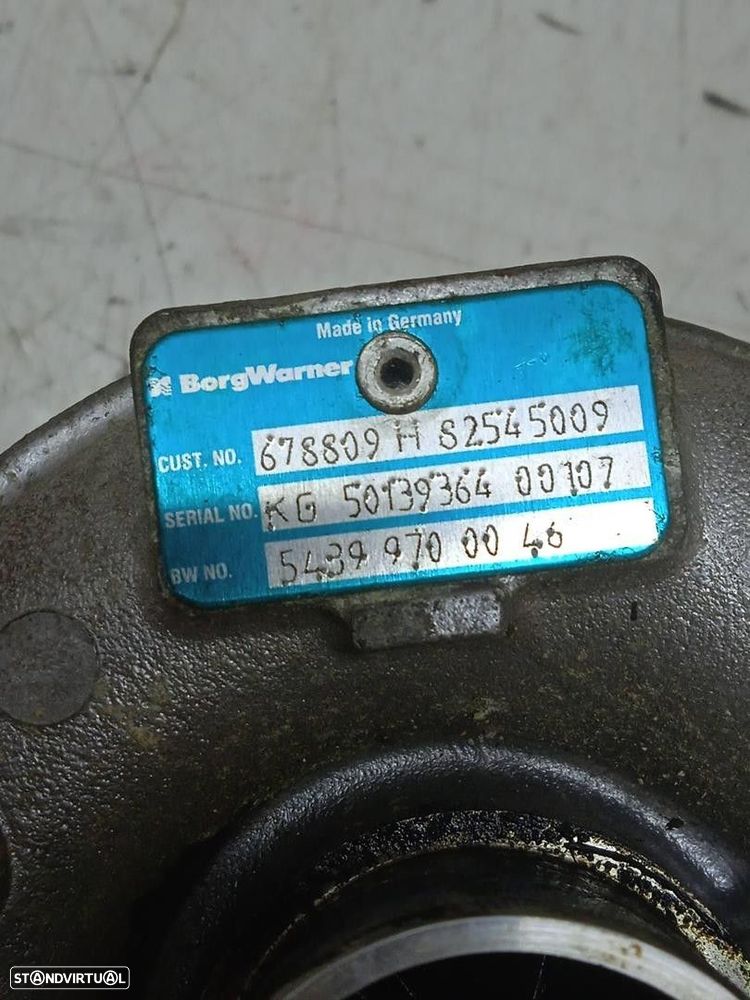 Made in Germany
BorgWarner
CUST. NO. 678809 H 82545009
SERIAL NO. KG 50139364 00107
BW NO. 5439 970 00 46
STANDVIRTUAL